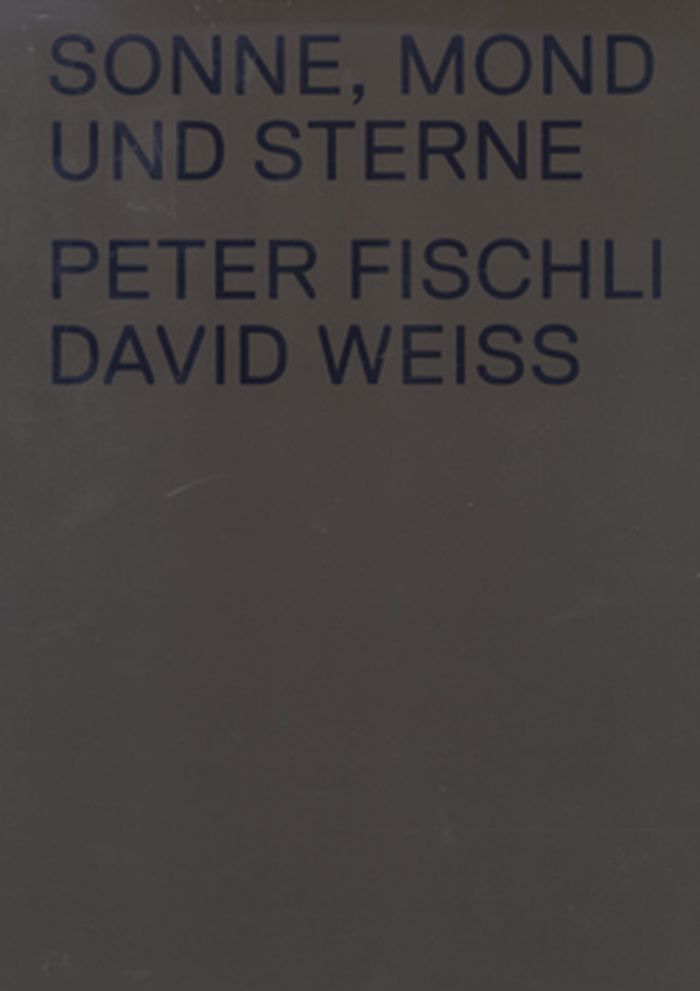 SONNE, MOND
UND STERNE
PETER FISCHLI
DAVID WEISS